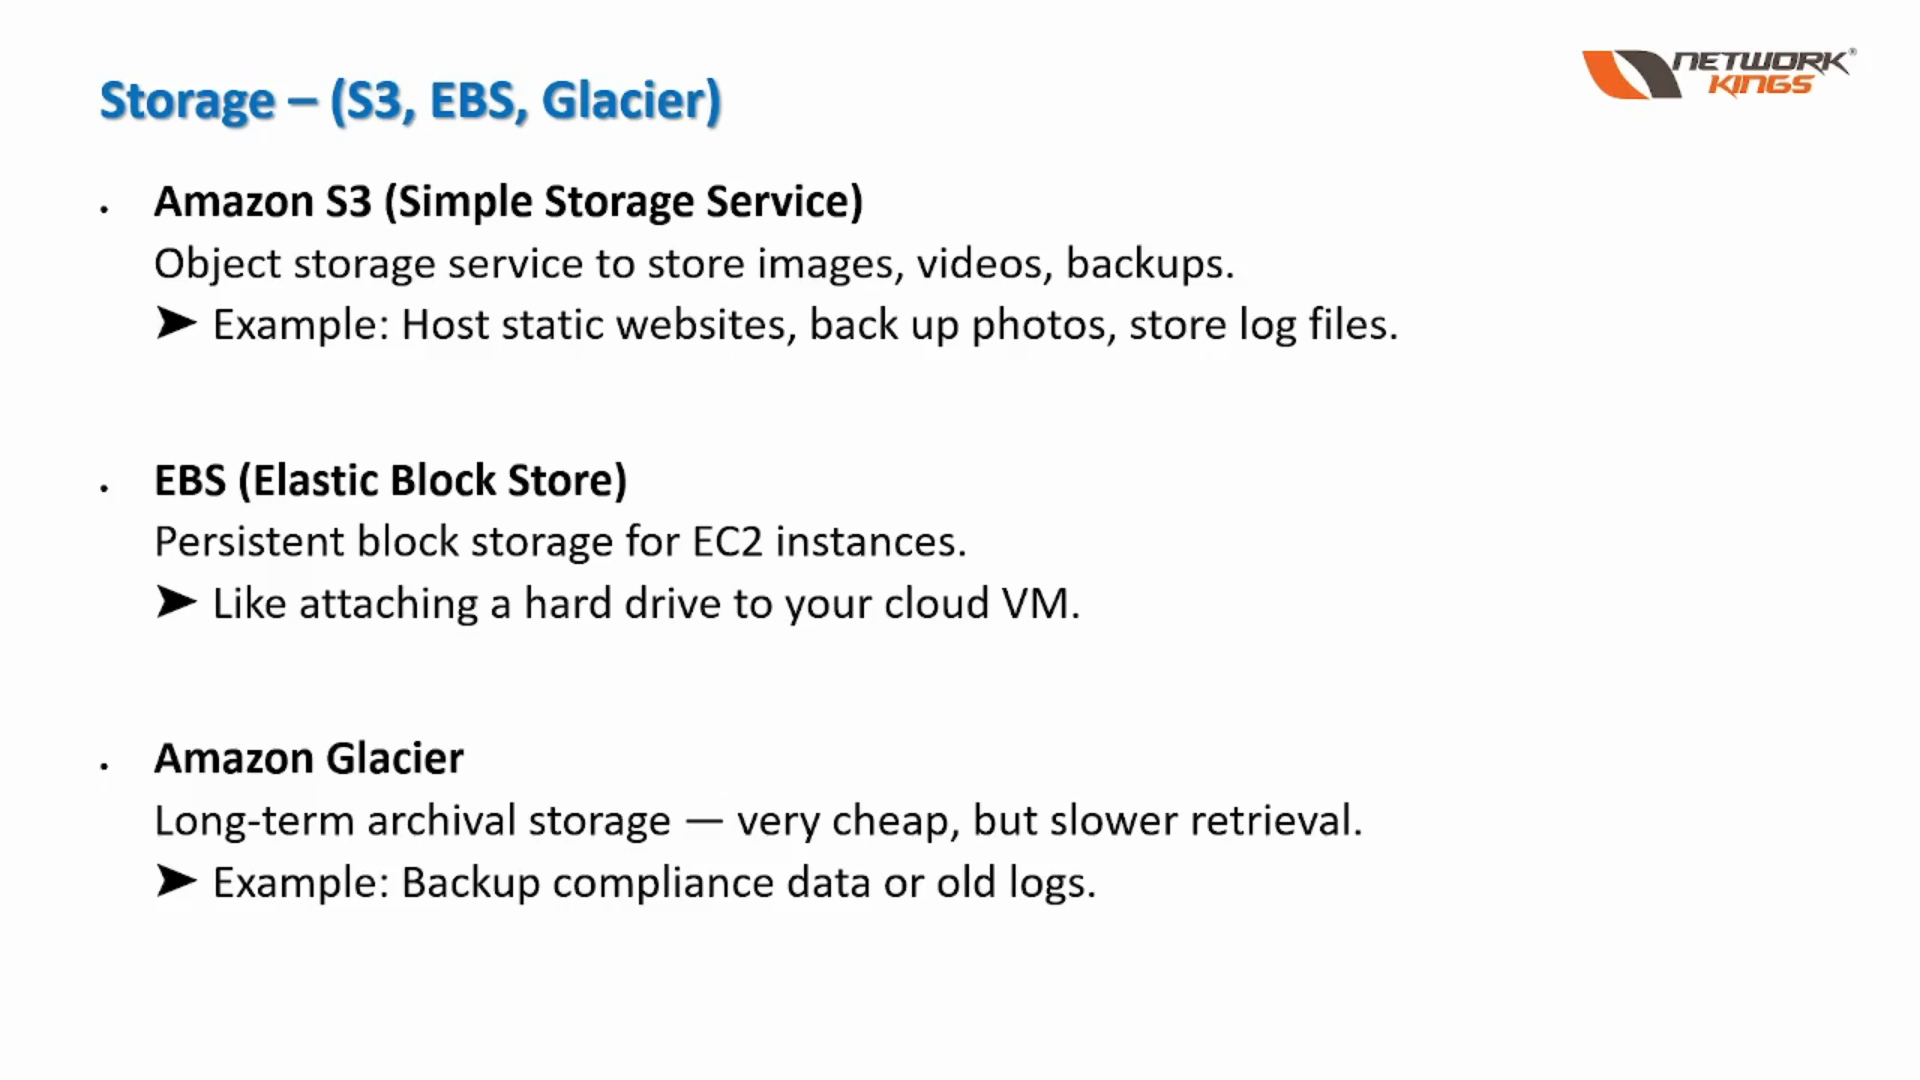 NETWORK®
KINGS
Storage – (S3, EBS, Glacier)
• Amazon S3 (Simple Storage Service)
Object storage service to store images, videos, backups.
➤ Example: Host static websites, back up photos, store log files.
• EBS (Elastic Block Store)
Persistent block storage for EC2 instances.
➤ Like attaching a hard drive to your cloud VM.
• Amazon Glacier
Long-term archival storage — very cheap, but slower retrieval.
➤ Example: Backup compliance data or old logs.